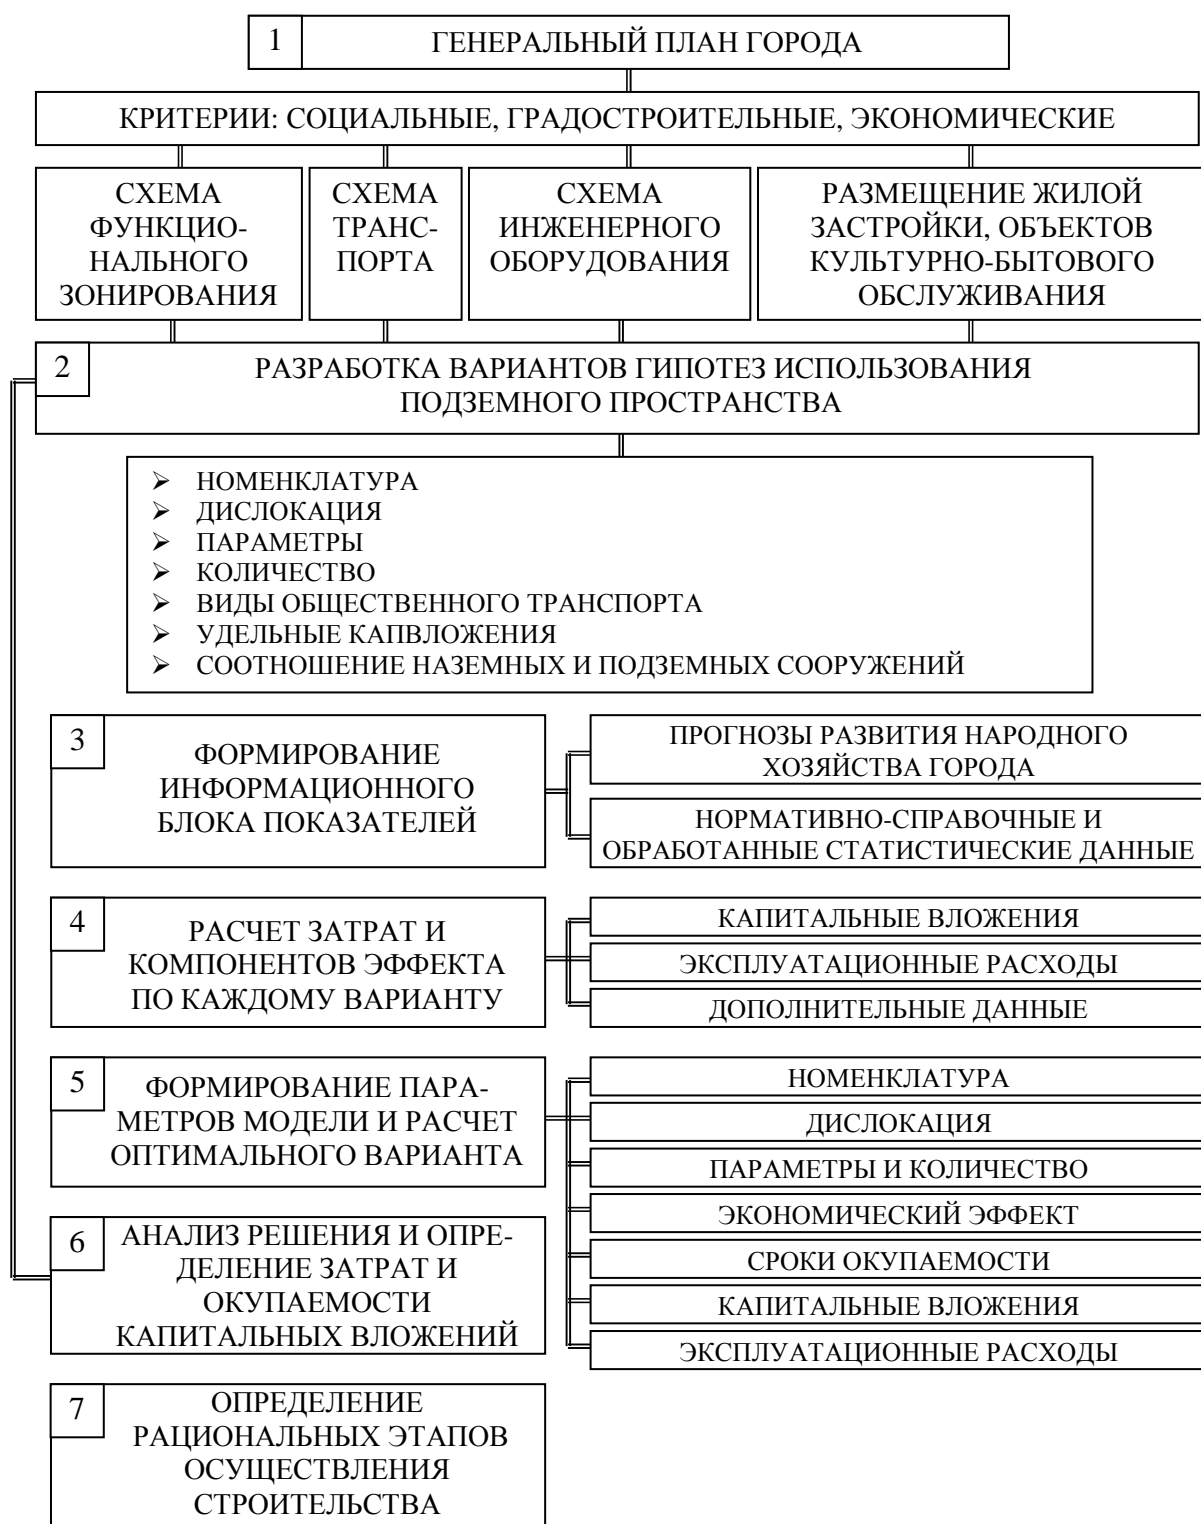 1
ГЕНЕРАЛЬНЫЙ ПЛАН ГОРОДА
КРИТЕРИИ: СОЦИАЛЬНЫЕ, ГРАДОСТРОИТЕЛЬНЫЕ, ЭКОНОМИЧЕСКИЕ
СХЕМА
ФУНКЦИО-
НАЛЬНОГО
ЗОНИРОВАНИЯ
СХЕМА
ТРАНС-
ПОРТА
СХЕМА
ИНЖЕНЕРНОГО
ОБОРУДОВАНИЯ
РАЗМЕЩЕНИЕ ЖИЛОЙ
ЗАСТРОЙКИ, ОБЪЕКТОВ
КУЛЬТУРНО-БЫТОВОГО
ОБСЛУЖИВАНИЯ
2
РАЗРАБОТКА ВАРИАНТОВ ГИПОТЕЗ ИСПОЛЬЗОВАНИЯ
ПОДЗЕМНОГО ПРОСТРАНСТВА
➢ НОМЕНКЛАТУРА
➢ ДИСЛОКАЦИЯ
➢ ПАРАМЕТРЫ
➢ КОЛИЧЕСТВО
➢ ВИДЫ ОБЩЕСТВЕННОГО ТРАНСПОРТА
➢ УДЕЛЬНЫЕ КАПВЛОЖЕНИЯ
➢ СООТНОШЕНИЕ НАЗЕМНЫХ И ПОДЗЕМНЫХ СООРУЖЕНИЙ
3
ФОРМИРОВАНИЕ
ИНФОРМАЦИОННОГО
БЛОКА ПОКАЗАТЕЛЕЙ
ПРОГНОЗЫ РАЗВИТИЯ НАРОДНОГО
ХОЗЯЙСТВА ГОРОДА
НОРМАТИВНО-СПРАВОЧНЫЕ И
ОБРАБОТАННЫЕ СТАТИСТИЧЕСКИЕ ДАННЫЕ
4
РАСЧЕТ ЗАТРАТ И
КОМПОНЕНТОВ ЭФФЕКТА
ПО КАЖДОМУ ВАРИАНТУ
КАПИТАЛЬНЫЕ ВЛОЖЕНИЯ
ЭКСПЛУАТАЦИОННЫЕ РАСХОДЫ
ДОПОЛНИТЕЛЬНЫЕ ДАННЫЕ
5
ФОРМИРОВАНИЕ ПАРА-
МЕТРОВ МОДЕЛИ И РАСЧЕТ
ОПТИМАЛЬНОГО ВАРИАНТА
НОМЕНКЛАТУРА
ДИСЛОКАЦИЯ
ПАРАМЕТРЫ И КОЛИЧЕСТВО
ЭКОНОМИЧЕСКИЙ ЭФФЕКТ
СРОКИ ОКУПАЕМОСТИ
КАПИТАЛЬНЫЕ ВЛОЖЕНИЯ
ЭКСПЛУАТАЦИОННЫЕ РАСХОДЫ
6
АНАЛИЗ РЕШЕНИЯ И ОПРЕ-
ДЕЛЕНИЕ ЗАТРАТ И
ОКУПАЕМОСТИ
КАПИТАЛЬНЫХ ВЛОЖЕНИЙ
7
ОПРЕДЕЛЕНИЕ
РАЦИОНАЛЬНЫХ ЭТАПОВ
ОСУЩЕСТВЛЕНИЯ
СТРОИТЕЛЬСТВА